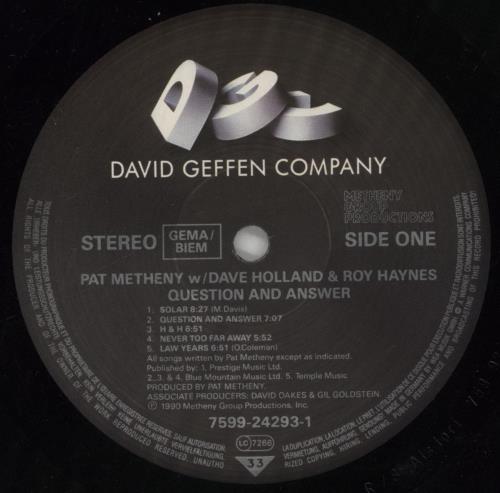 DGC
DAVID GEFFEN COMPANY
METHENY
GROUP
PRODUCTIONS
STEREO GEMA/ BIEM SIDE ONE
PAT METHENY w/DAVE HOLLAND & ROY HAYNES
QUESTION AND ANSWER
1. SOLAR 8:27 (M.Davis)
2. QUESTION AND ANSWER 7:07
3. H & H 6:51
4. NEVER TOO FAR AWAY 5:52
5. LAW YEARS 6:51 (O.Coleman)
All songs written by Pat Metheny except as indicated.
Published by: 1. Prestige Music Ltd.
2.,3. & 4. Blue Mountain Music Ltd. 5. Temple Music.
PRODUCED BY PAT METHENY.
ASSOCIATE PRODUCERS: DAVID OAKES & GIL GOLDSTEIN.
Ⓟ 1990 Metheny Group Productions, Inc.
7599-24293-1
LC 7266
33